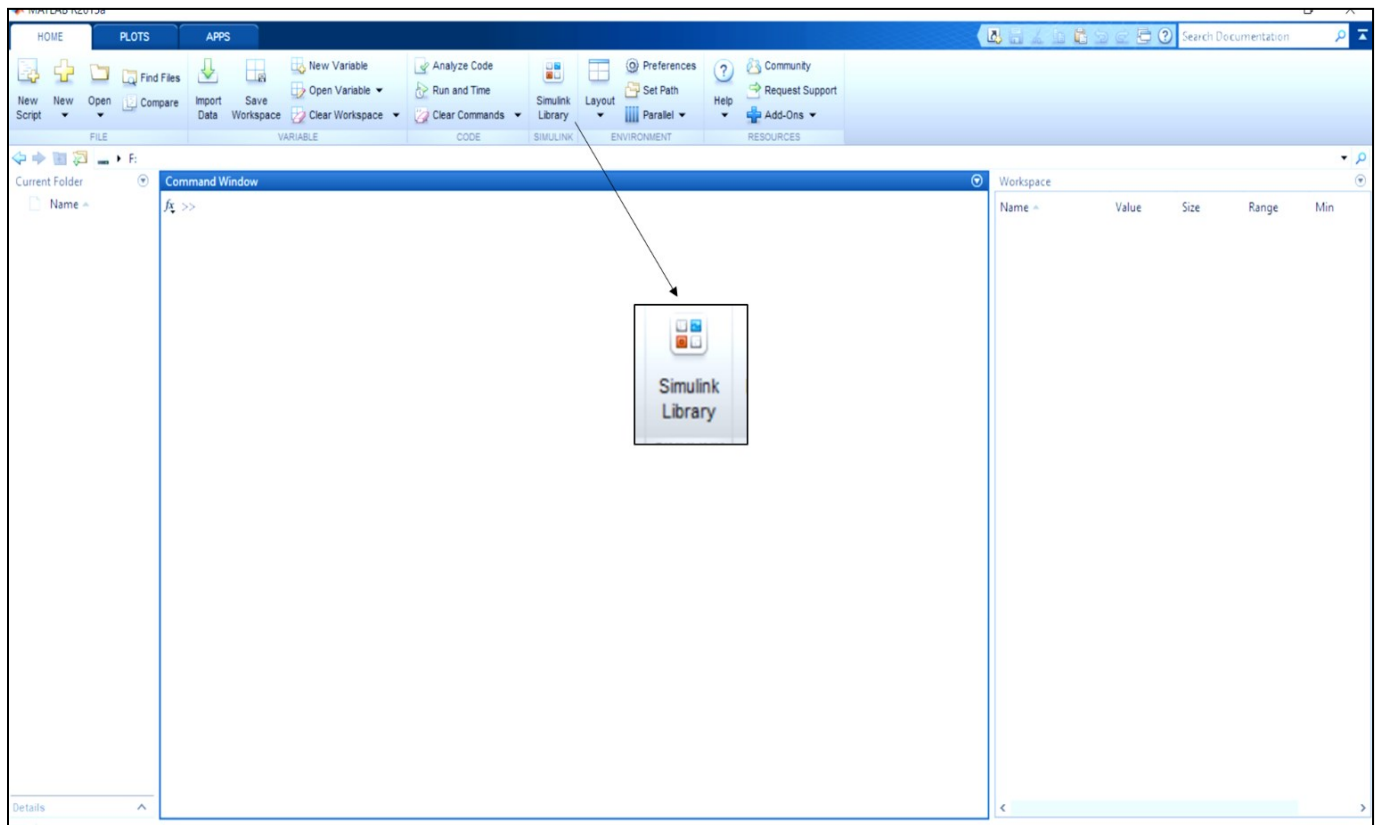 HOME PLOTS APPS Search Documentation
New Script
New
Open
Find Files
Compare
Import Data
Save Workspace
New Variable
Open Variable
Clear Workspace
Analyze Code
Run and Time
Clear Commands
Simulink Library
Layout
Preferences
Set Path
Parallel
Help
Community
Request Support
Add-Ons
FILE VARIABLE CODE SIMULINK ENVIRONMENT RESOURCES
F:
Current Folder
Name
Command Window
fx >>
Workspace
Name Value Size Range Min
Simulink
Library
Details